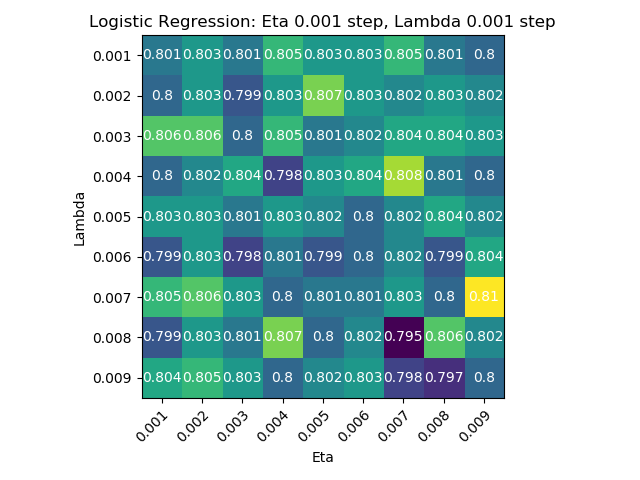 Logistic Regression: Eta 0.001 step, Lambda 0.001 step
0.001 0.801 0.803 0.801 0.805 0.803 0.803 0.805 0.801 0.8
0.002 0.8 0.803 0.799 0.803 0.807 0.803 0.802 0.803 0.802
0.003 0.806 0.806 0.8 0.805 0.801 0.802 0.804 0.804 0.803
0.004 0.8 0.802 0.804 0.798 0.803 0.804 0.808 0.801 0.8
0.005 0.803 0.803 0.801 0.803 0.802 0.8 0.802 0.804 0.802
0.006 0.799 0.803 0.798 0.801 0.799 0.8 0.802 0.799 0.804
0.007 0.805 0.806 0.803 0.8 0.801 0.801 0.803 0.8 0.81
0.008 0.799 0.803 0.801 0.807 0.8 0.802 0.795 0.806 0.802
0.009 0.804 0.805 0.803 0.8 0.802 0.803 0.798 0.797 0.8
Lambda
0.001 0.002 0.003 0.004 0.005 0.006 0.007 0.008 0.009
Eta